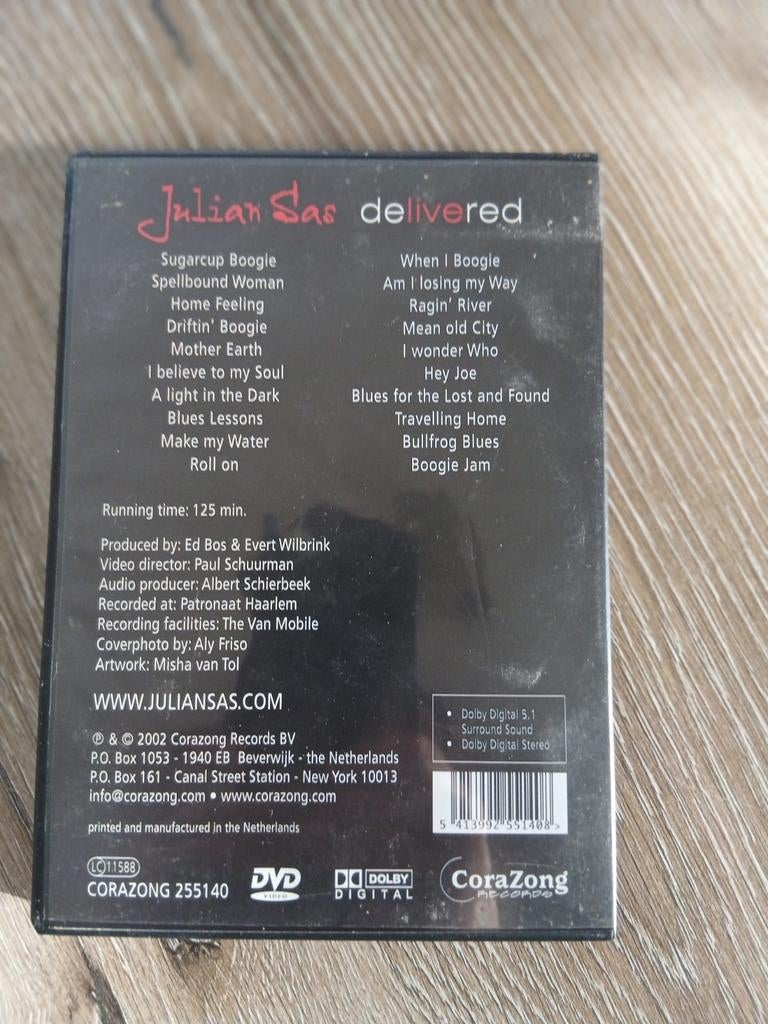 Julian Sas delivered
Sugarcup Boogie
Spellbound Woman
Home Feeling
Driftin' Boogie
Mother Earth
I believe to my Soul
A light in the Dark
Blues Lessons
Make my Water
Roll on
When I Boogie
Am I losing my Way
Ragin' River
Mean old City
I wonder Who
Hey Joe
Blues for the Lost and Found
Travelling Home
Bullfrog Blues
Boogie Jam
Running time: 125 min.
Produced by: Ed Bos & Evert Wilbrink
Video director: Paul Schuurman
Audio producer: Albert Schierbeek
Recorded at: Patronaat Haarlem
Recording facilities: The Van Mobile
Coverphoto by: Aly Friso
Artwork: Misha van Tol
WWW.JULIANSAS.COM
℗ & © 2002 Corazong Records BV
P.O. Box 1053 - 1940 EB Beverwijk - the Netherlands
P.O. Box 161 - Canal Street Station - New York 10013
info@corazong.com • www.corazong.com
printed and manufactured in the Netherlands
• Dolby Digital 5.1
Surround Sound
• Dolby Digital Stereo
5 413992 551408 >
LC 11588
CORAZONG 255140
DVD
VIDEO
DOLBY
DIGITAL
CoraZong
RECORDS